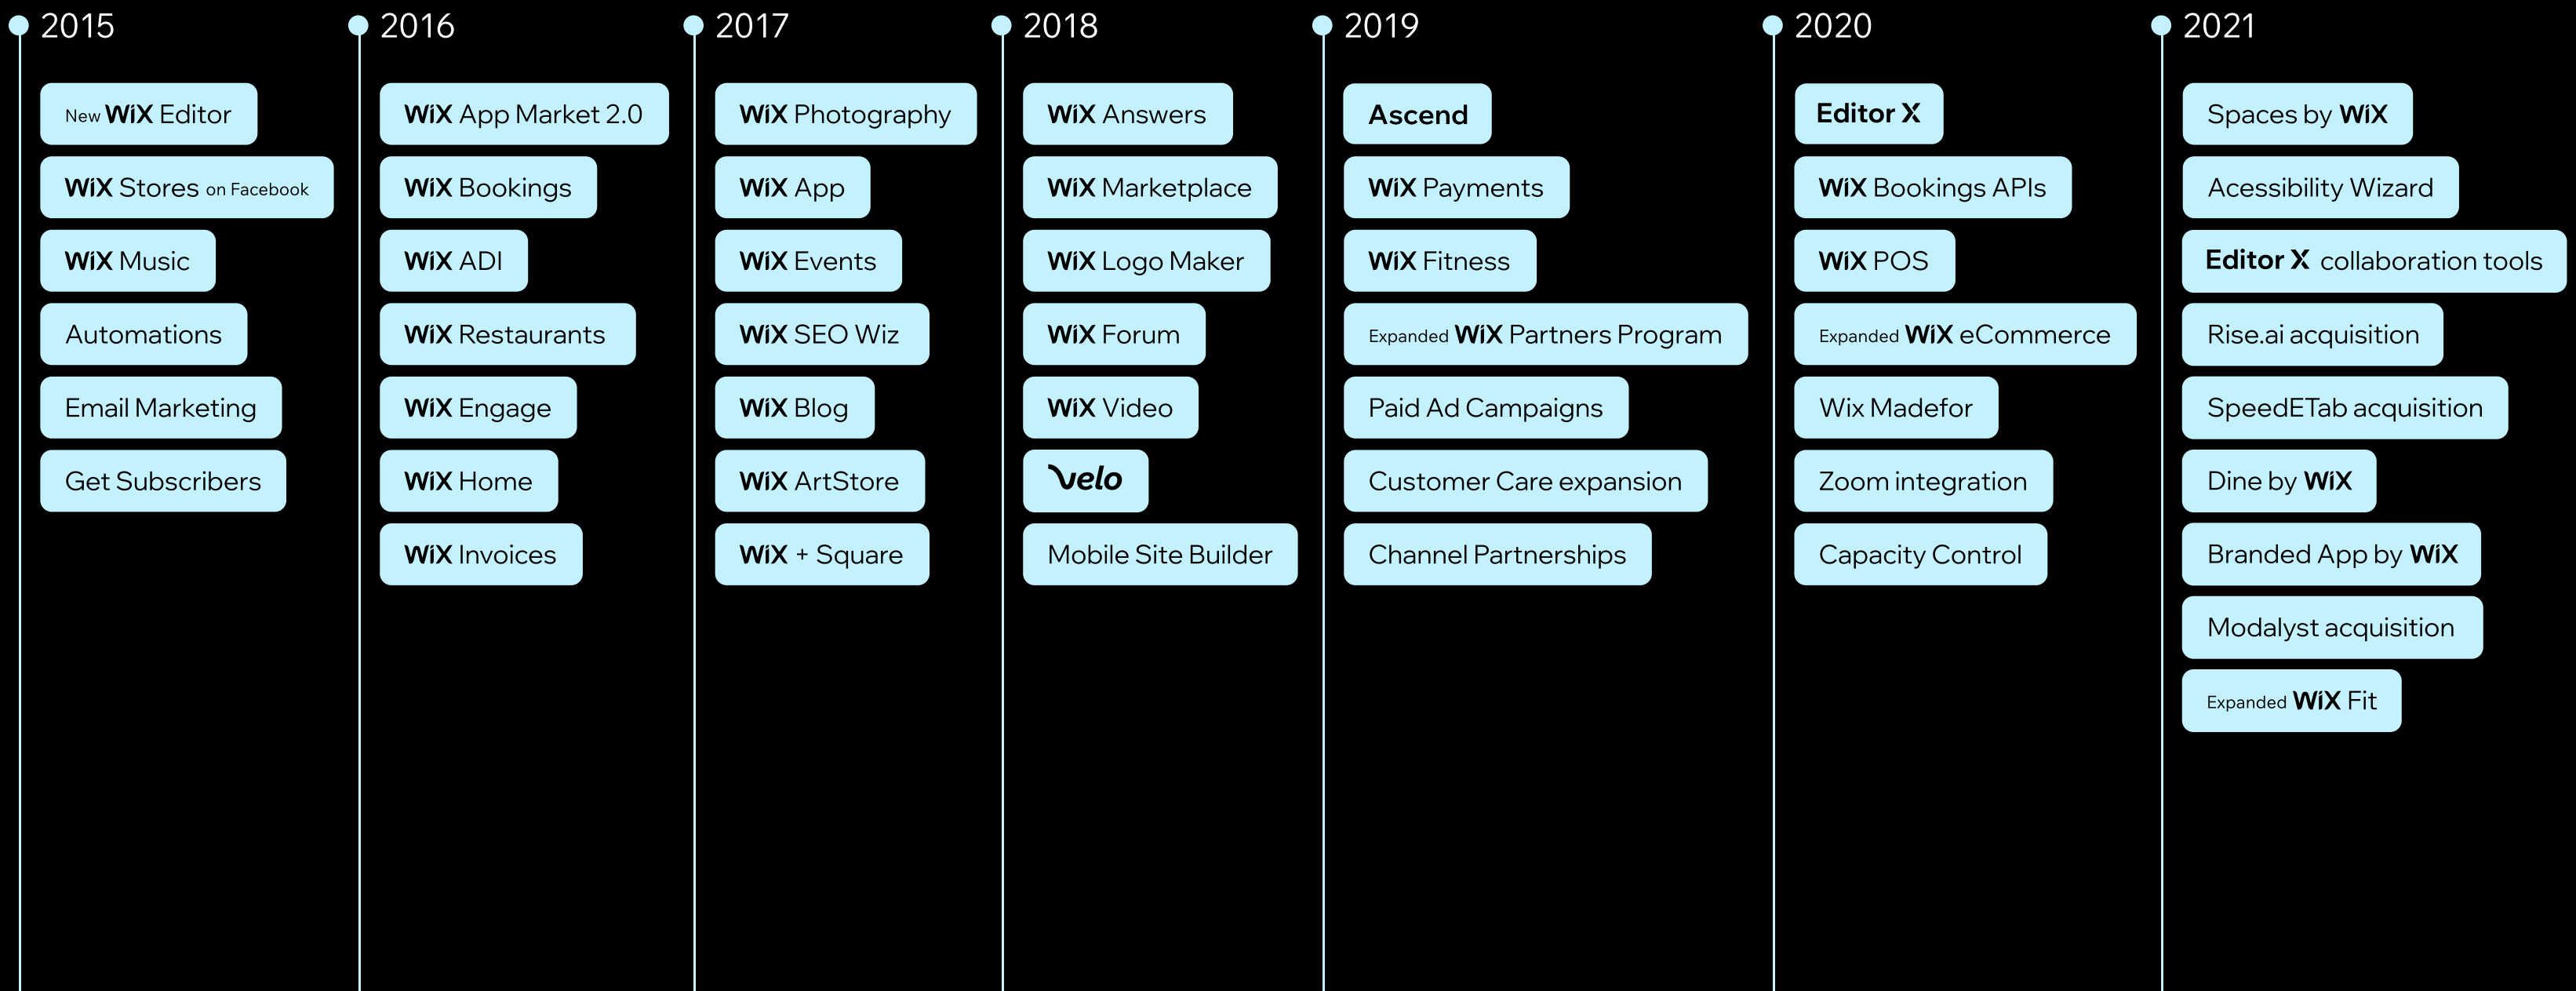 2015
New WiX Editor
WiX Stores on Facebook
WiX Music
Automations
Email Marketing
Get Subscribers
2016
WiX App Market 2.0
WiX Bookings
WiX ADI
WiX Restaurants
WiX Engage
WiX Home
WiX Invoices
2017
WiX Photography
WiX App
WiX Events
WiX SEO Wiz
WiX Blog
WiX ArtStore
WiX + Square
2018
WiX Answers
WiX Marketplace
WiX Logo Maker
WiX Forum
WiX Video
velo
Mobile Site Builder
2019
Ascend
WiX Payments
WiX Fitness
Expanded WiX Partners Program
Paid Ad Campaigns
Customer Care expansion
Channel Partnerships
2020
Editor X
WiX Bookings APIs
WiX POS
Expanded WiX eCommerce
Wix Madefor
Zoom integration
Capacity Control
2021
Spaces by WiX
Acessibility Wizard
Editor X collaboration tools
Rise.ai acquisition
SpeedETab acquisition
Dine by WiX
Branded App by WiX
Modalyst acquisition
Expanded WiX Fit